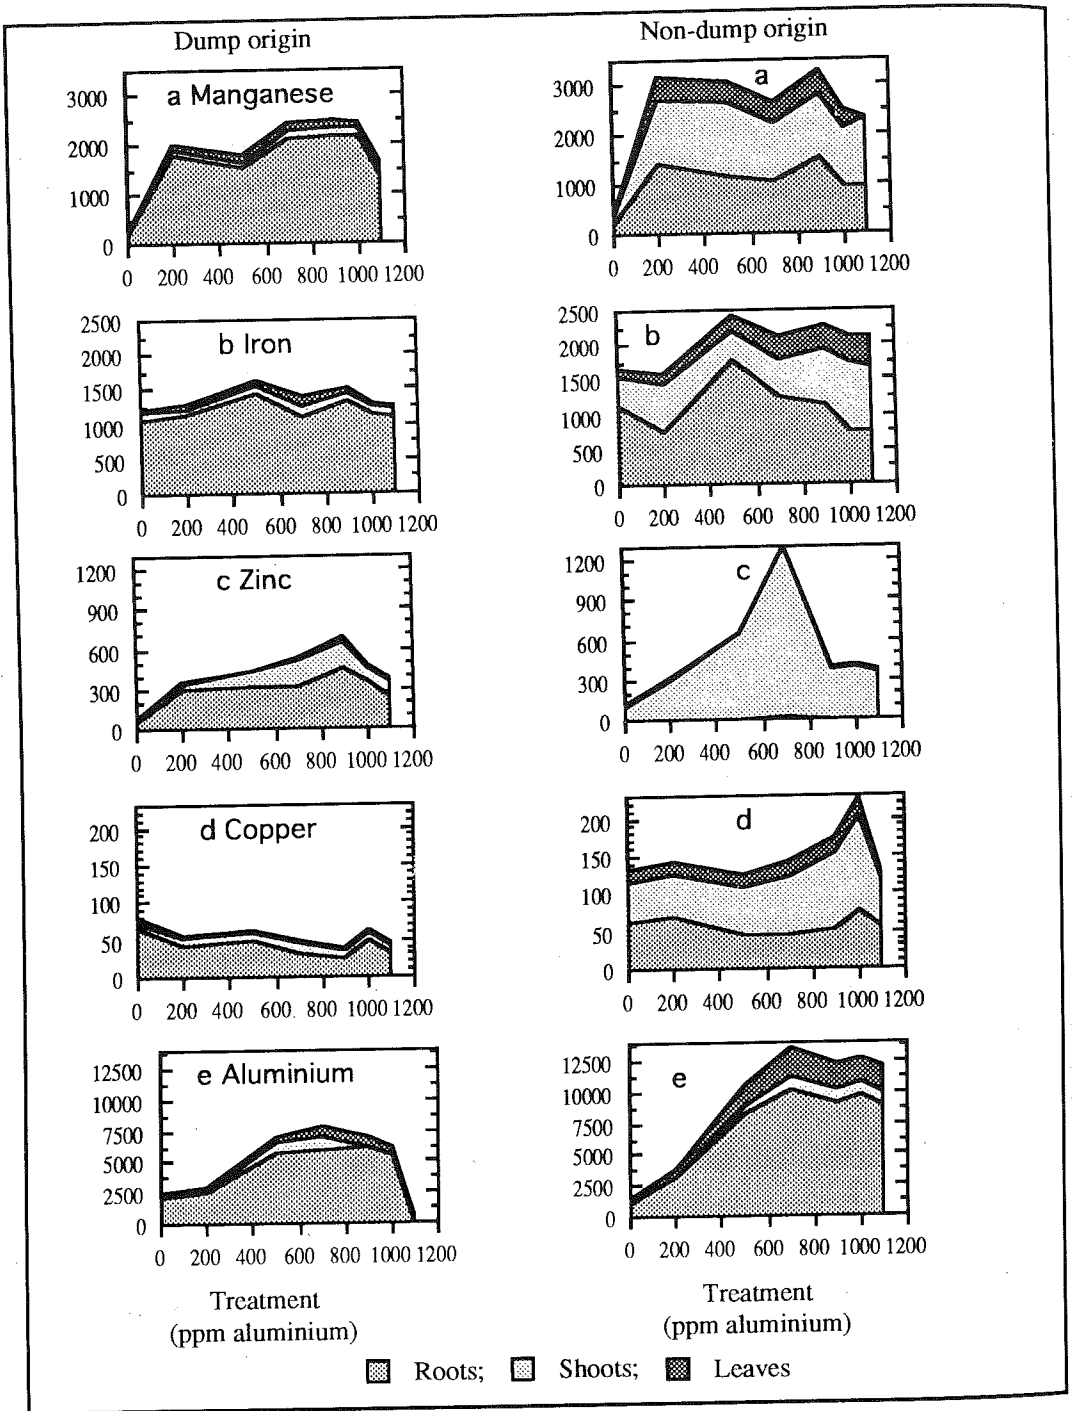 Dump origin
Non-dump origin
a Manganese
3000
2000
1000
0
0 200 400 600 800 1000 1200
a
3000
2000
1000
0
0 200 400 600 800 1000 1200
b Iron
2500
2000
1500
1000
500
0
0 200 400 600 800 1000 1200
b
2500
2000
1500
1000
500
0
0 200 400 600 800 1000 1200
c Zinc
1200
900
600
300
0
0 200 400 600 800 1000 1200
c
1200
900
600
300
0
0 200 400 600 800 1000 1200
d Copper
200
150
100
50
0
0 200 400 600 800 1000 1200
d
200
150
100
50
0
0 200 400 600 800 1000 1200
e Aluminium
12500
10000
7500
5000
2500
0
0 200 400 600 800 1000 1200
e
12500
10000
7500
5000
2500
0
0 200 400 600 800 1000 1200
Treatment
(ppm aluminium)
Treatment
(ppm aluminium)
Roots; Shoots; Leaves